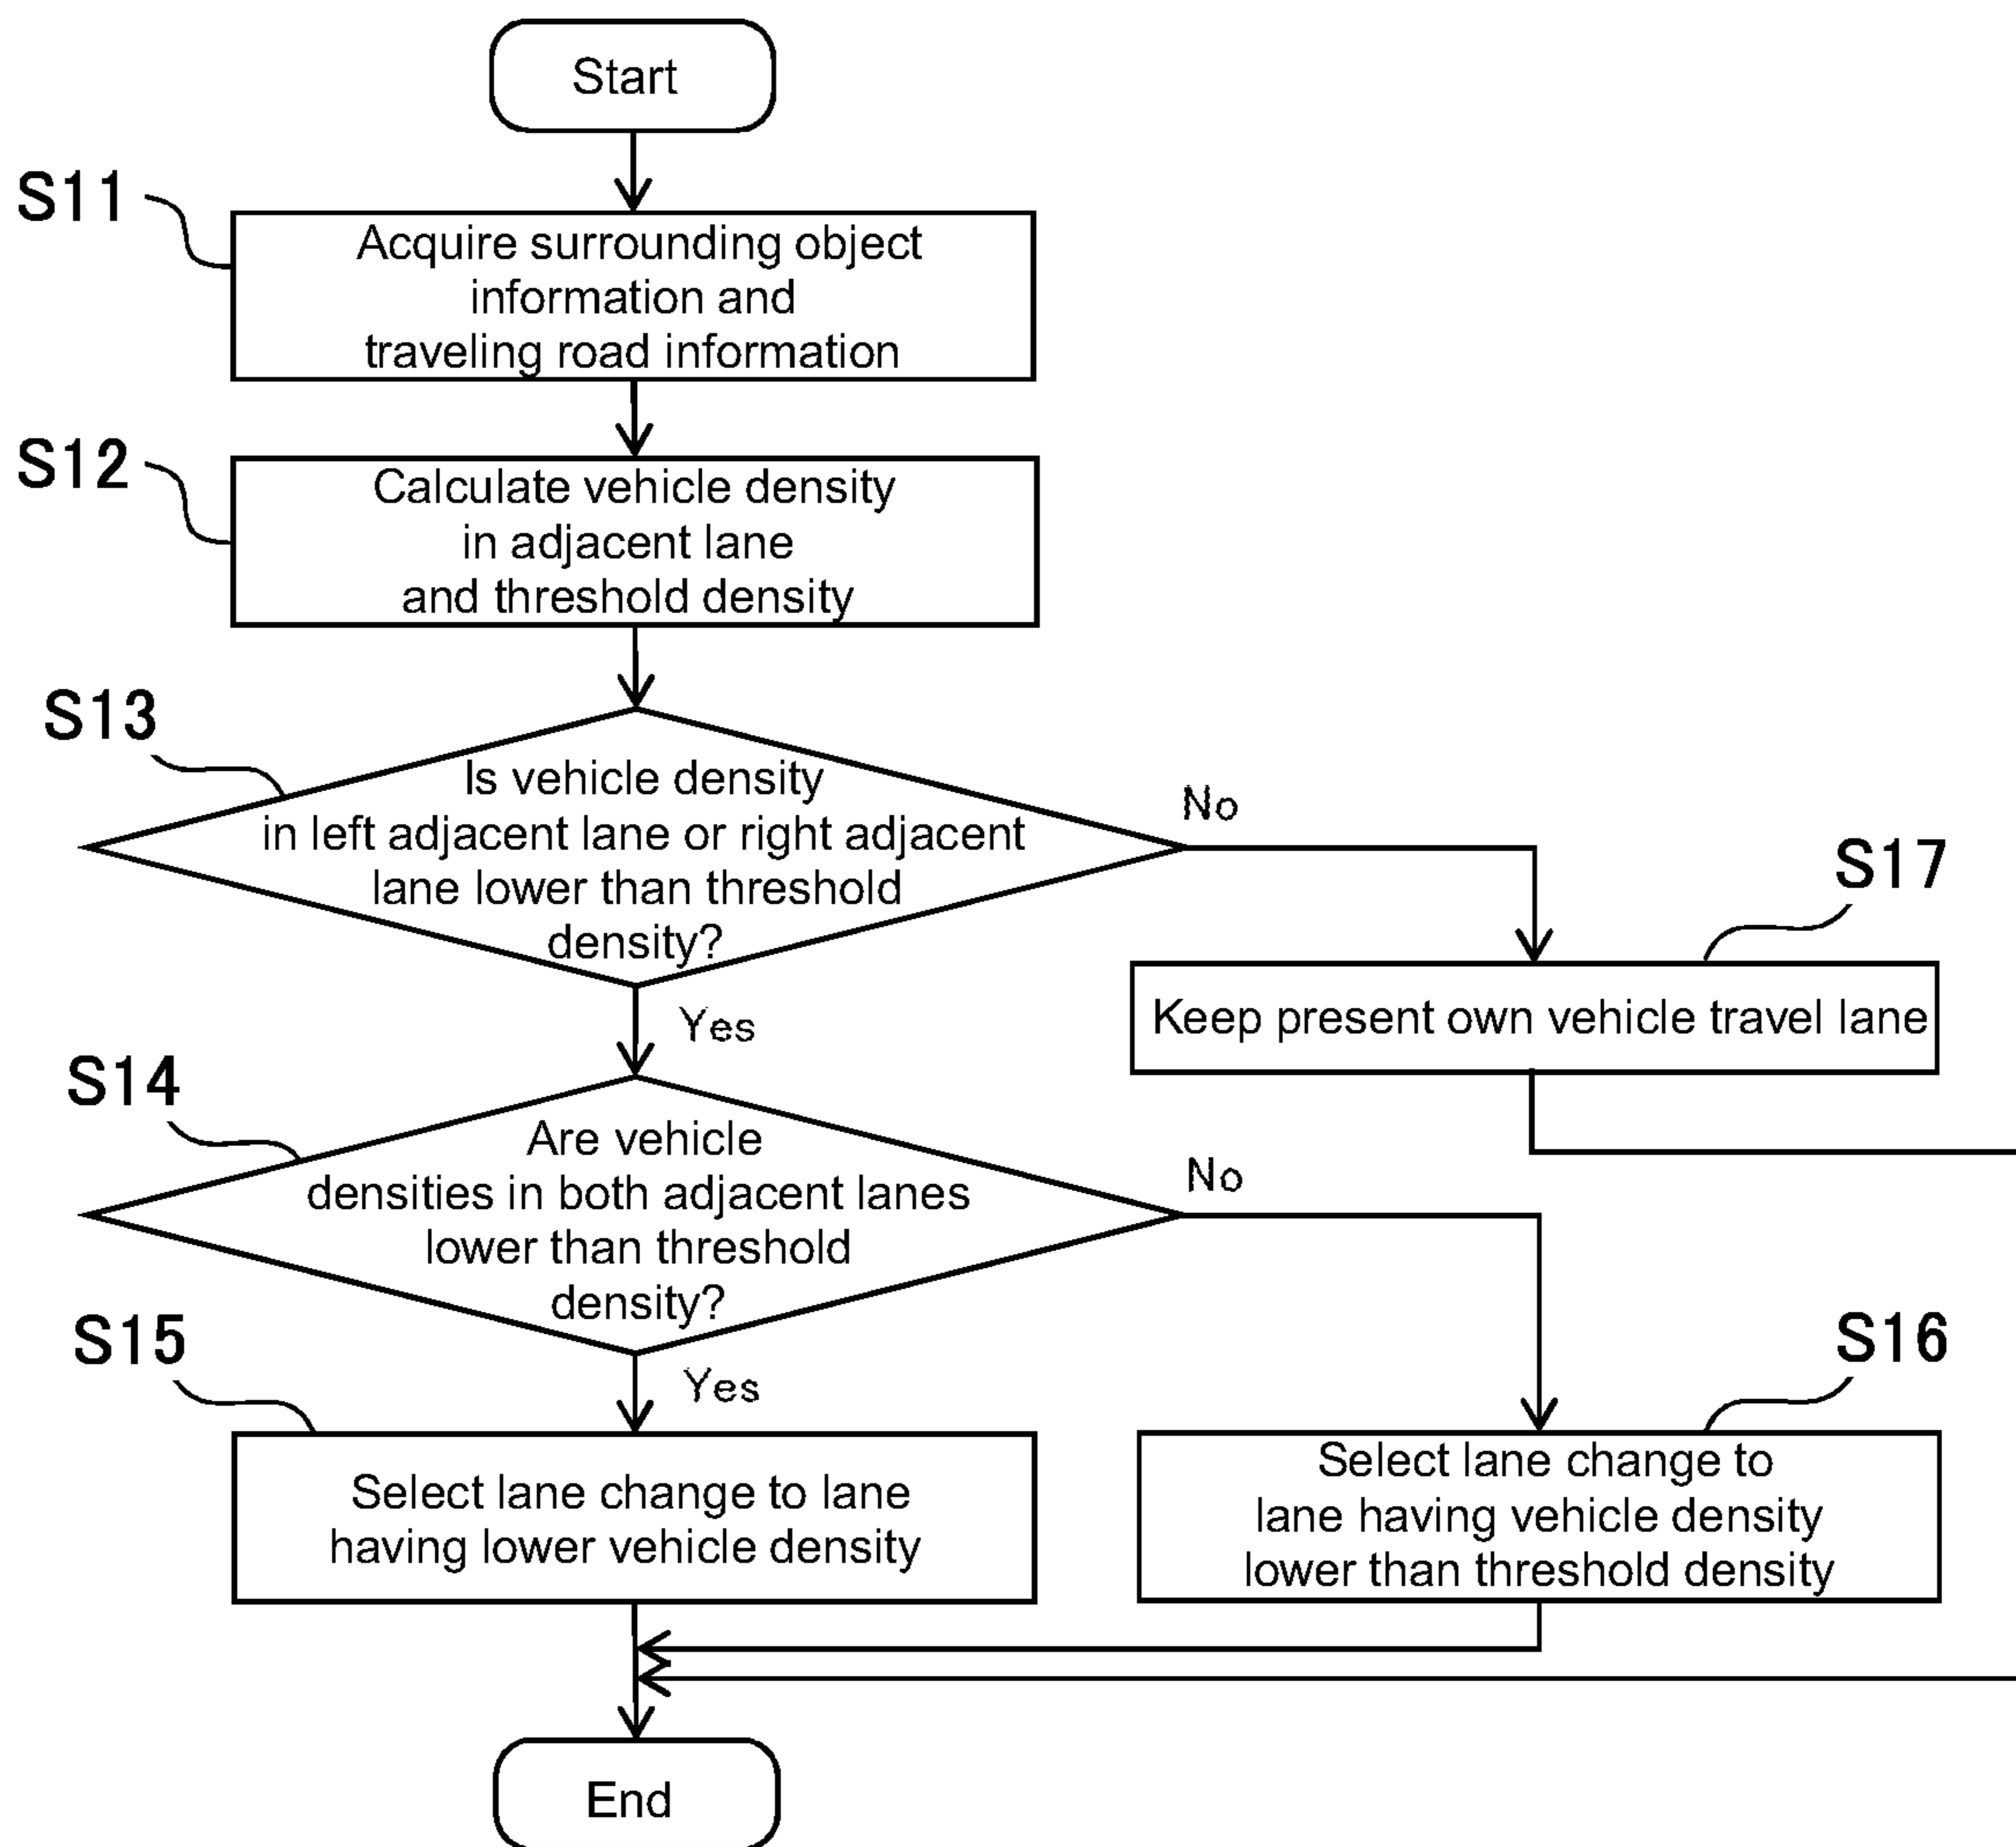 Start
S11
Acquire surrounding object
information and
traveling road information
S12
Calculate vehicle density
in adjacent lane
and threshold density
S13
Is vehicle density
in left adjacent lane or right adjacent
lane lower than threshold
density?
No
S17
Keep present own vehicle travel lane
Yes
S14
Are vehicle
densities in both adjacent lanes
lower than threshold
density?
No
S15
Yes
Select lane change to lane
having lower vehicle density
S16
Select lane change to
lane having vehicle density
lower than threshold density
End